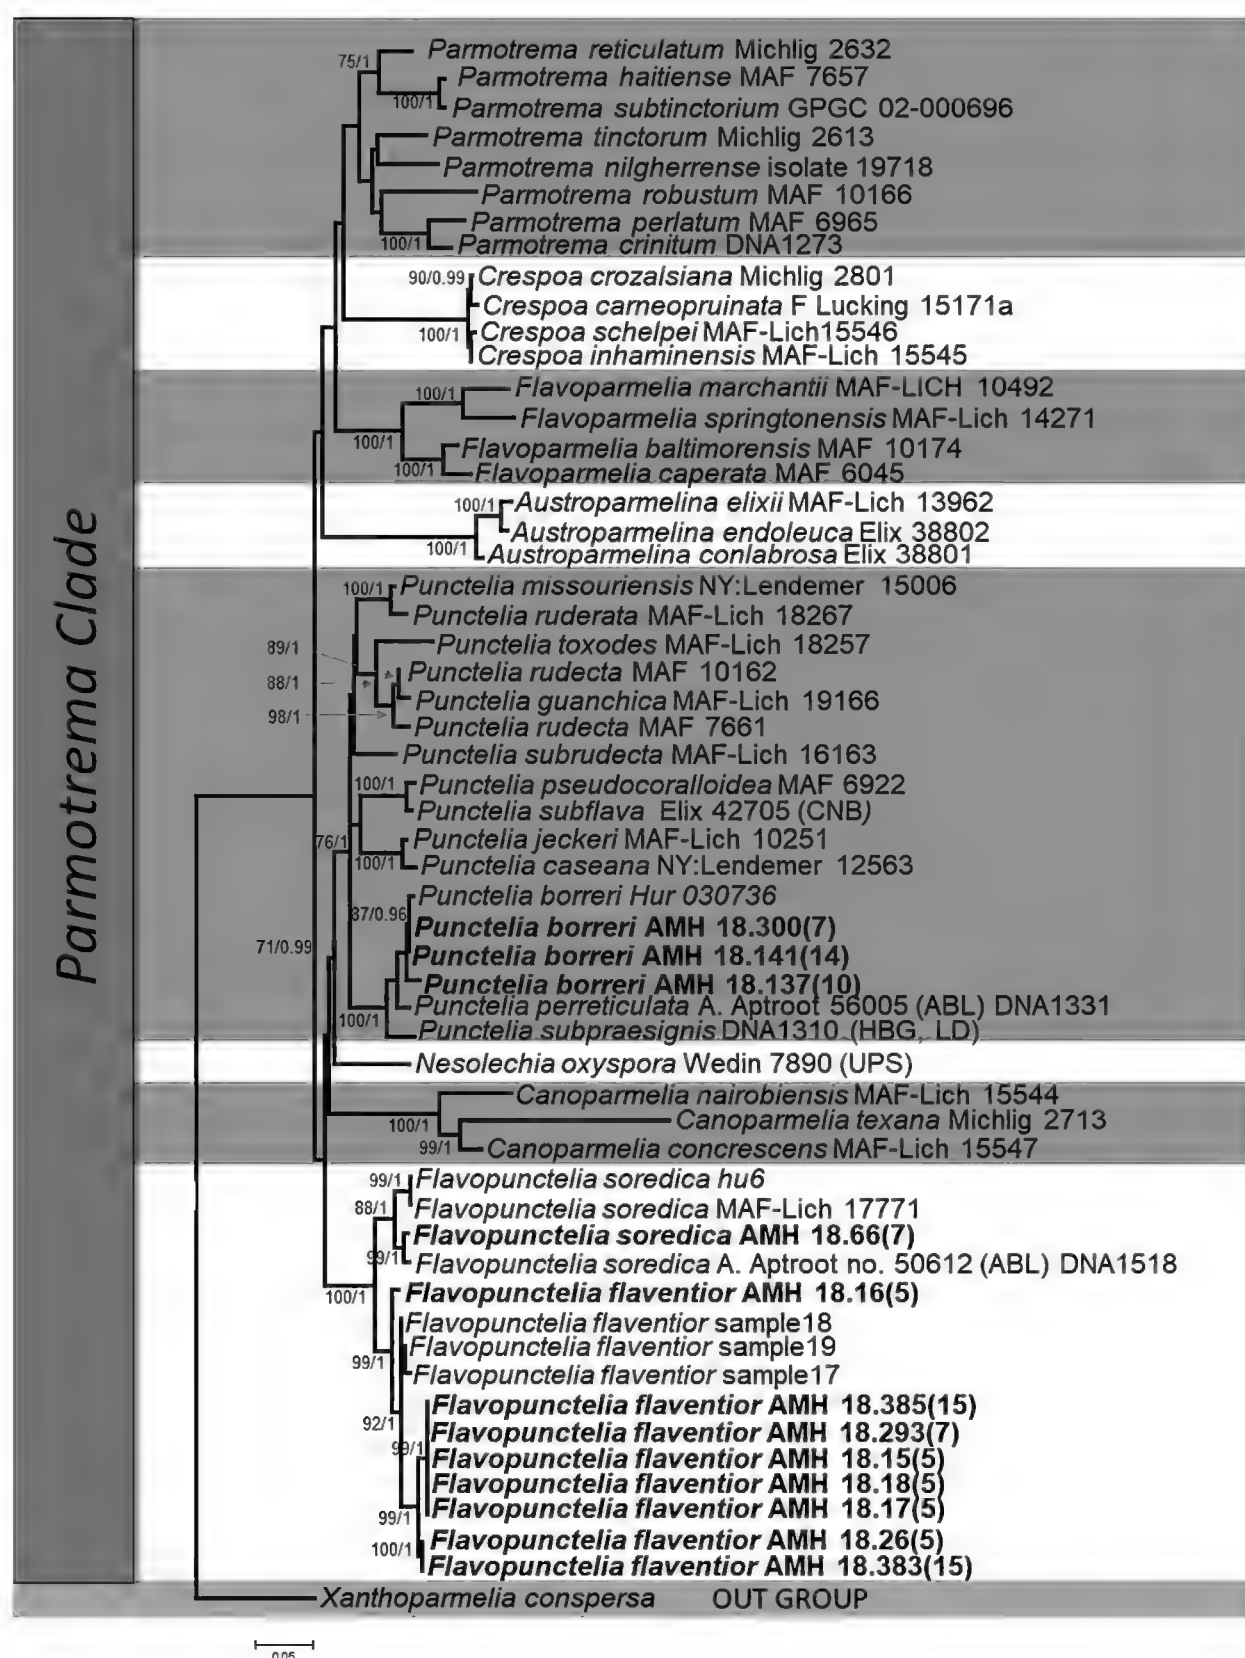 Parmotrema Clade
75/1
Parmotrema reticulatum Michlig 2632
Parmotrema haitiense MAF 7657
100/1
Parmotrema subtinctorium GPGC 02-000696
Parmotrema tinctorum Michlig 2613
Parmotrema nilgherrense isolate 19718
Parmotrema robustum MAF 10166
Parmotrema perlatum MAF 6965
100/1
Parmotrema crinitum DNA1273
90/0.99
Crespoa crozalsiana Michlig 2801
Crespoa carneopruinata F Lucking 15171a
100/1
Crespoa schelpei MAF-Lich15546
Crespoa inhaminensis MAF-Lich 15545
100/1
Flavoparmelia marchantii MAF-LICH 10492
Flavoparmelia springtonensis MAF-Lich 14271
100/1
Flavoparmelia baltimorensis MAF 10174
100/1
Flavoparmelia caperata MAF 6045
100/1
Austroparmelina elixii MAF-Lich 13962
Austroparmelina endoleuca Elix 38802
100/1
Austroparmelina conlabrosa Elix 38801
100/1
Punctelia missouriensis NY:Lendemer 15006
Punctelia ruderata MAF-Lich 18267
89/1
Punctelia toxodes MAF-Lich 18257
88/1
Punctelia rudecta MAF 10162
Punctelia guanchica MAF-Lich 19166
98/1
Punctelia rudecta MAF 7661
Punctelia subrudecta MAF-Lich 16163
100/1
Punctelia pseudocoralloidea MAF 6922
Punctelia subflava Elix 42705 (CNB)
76/1
Punctelia jeckeri MAF-Lich 10251
100/1
Punctelia caseana NY:Lendemer 12563
Punctelia borreri Hur 030736
37/0.96
Punctelia borreri AMH 18.300(7)
71/0.99
Punctelia borreri AMH 18.141(14)
Punctelia borreri AMH 18.137(10)
Punctelia perreticulata A. Aptroot 56005 (ABL) DNA1331
100/1
Punctelia subpraesignis DNA1310 (HBG, LD)
Nesolechia oxyspora Wedin 7890 (UPS)
Canoparmelia nairobiensis MAF-Lich 15544
100/1
Canoparmelia texana Michlig 2713
99/1
Canoparmelia concrescens MAF-Lich 15547
99/1
Flavopunctelia soredica hu6
88/1
Flavopunctelia soredica MAF-Lich 17771
Flavopunctelia soredica AMH 18.66(7)
99/1
Flavopunctelia soredica A. Aptroot no. 50612 (ABL) DNA1518
100/1
Flavopunctelia flaventior AMH 18.16(5)
Flavopunctelia flaventior sample18
Flavopunctelia flaventior sample19
99/1
Flavopunctelia flaventior sample17
Flavopunctelia flaventior AMH 18.385(15)
92/1
Flavopunctelia flaventior AMH 18.293(7)
99/1
Flavopunctelia flaventior AMH 18.15(5)
Flavopunctelia flaventior AMH 18.18(5)
Flavopunctelia flaventior AMH 18.17(5)
99/1
Flavopunctelia flaventior AMH 18.26(5)
100/1
Flavopunctelia flaventior AMH 18.383(15)
Xanthoparmelia conspersa OUT GROUP
0.05